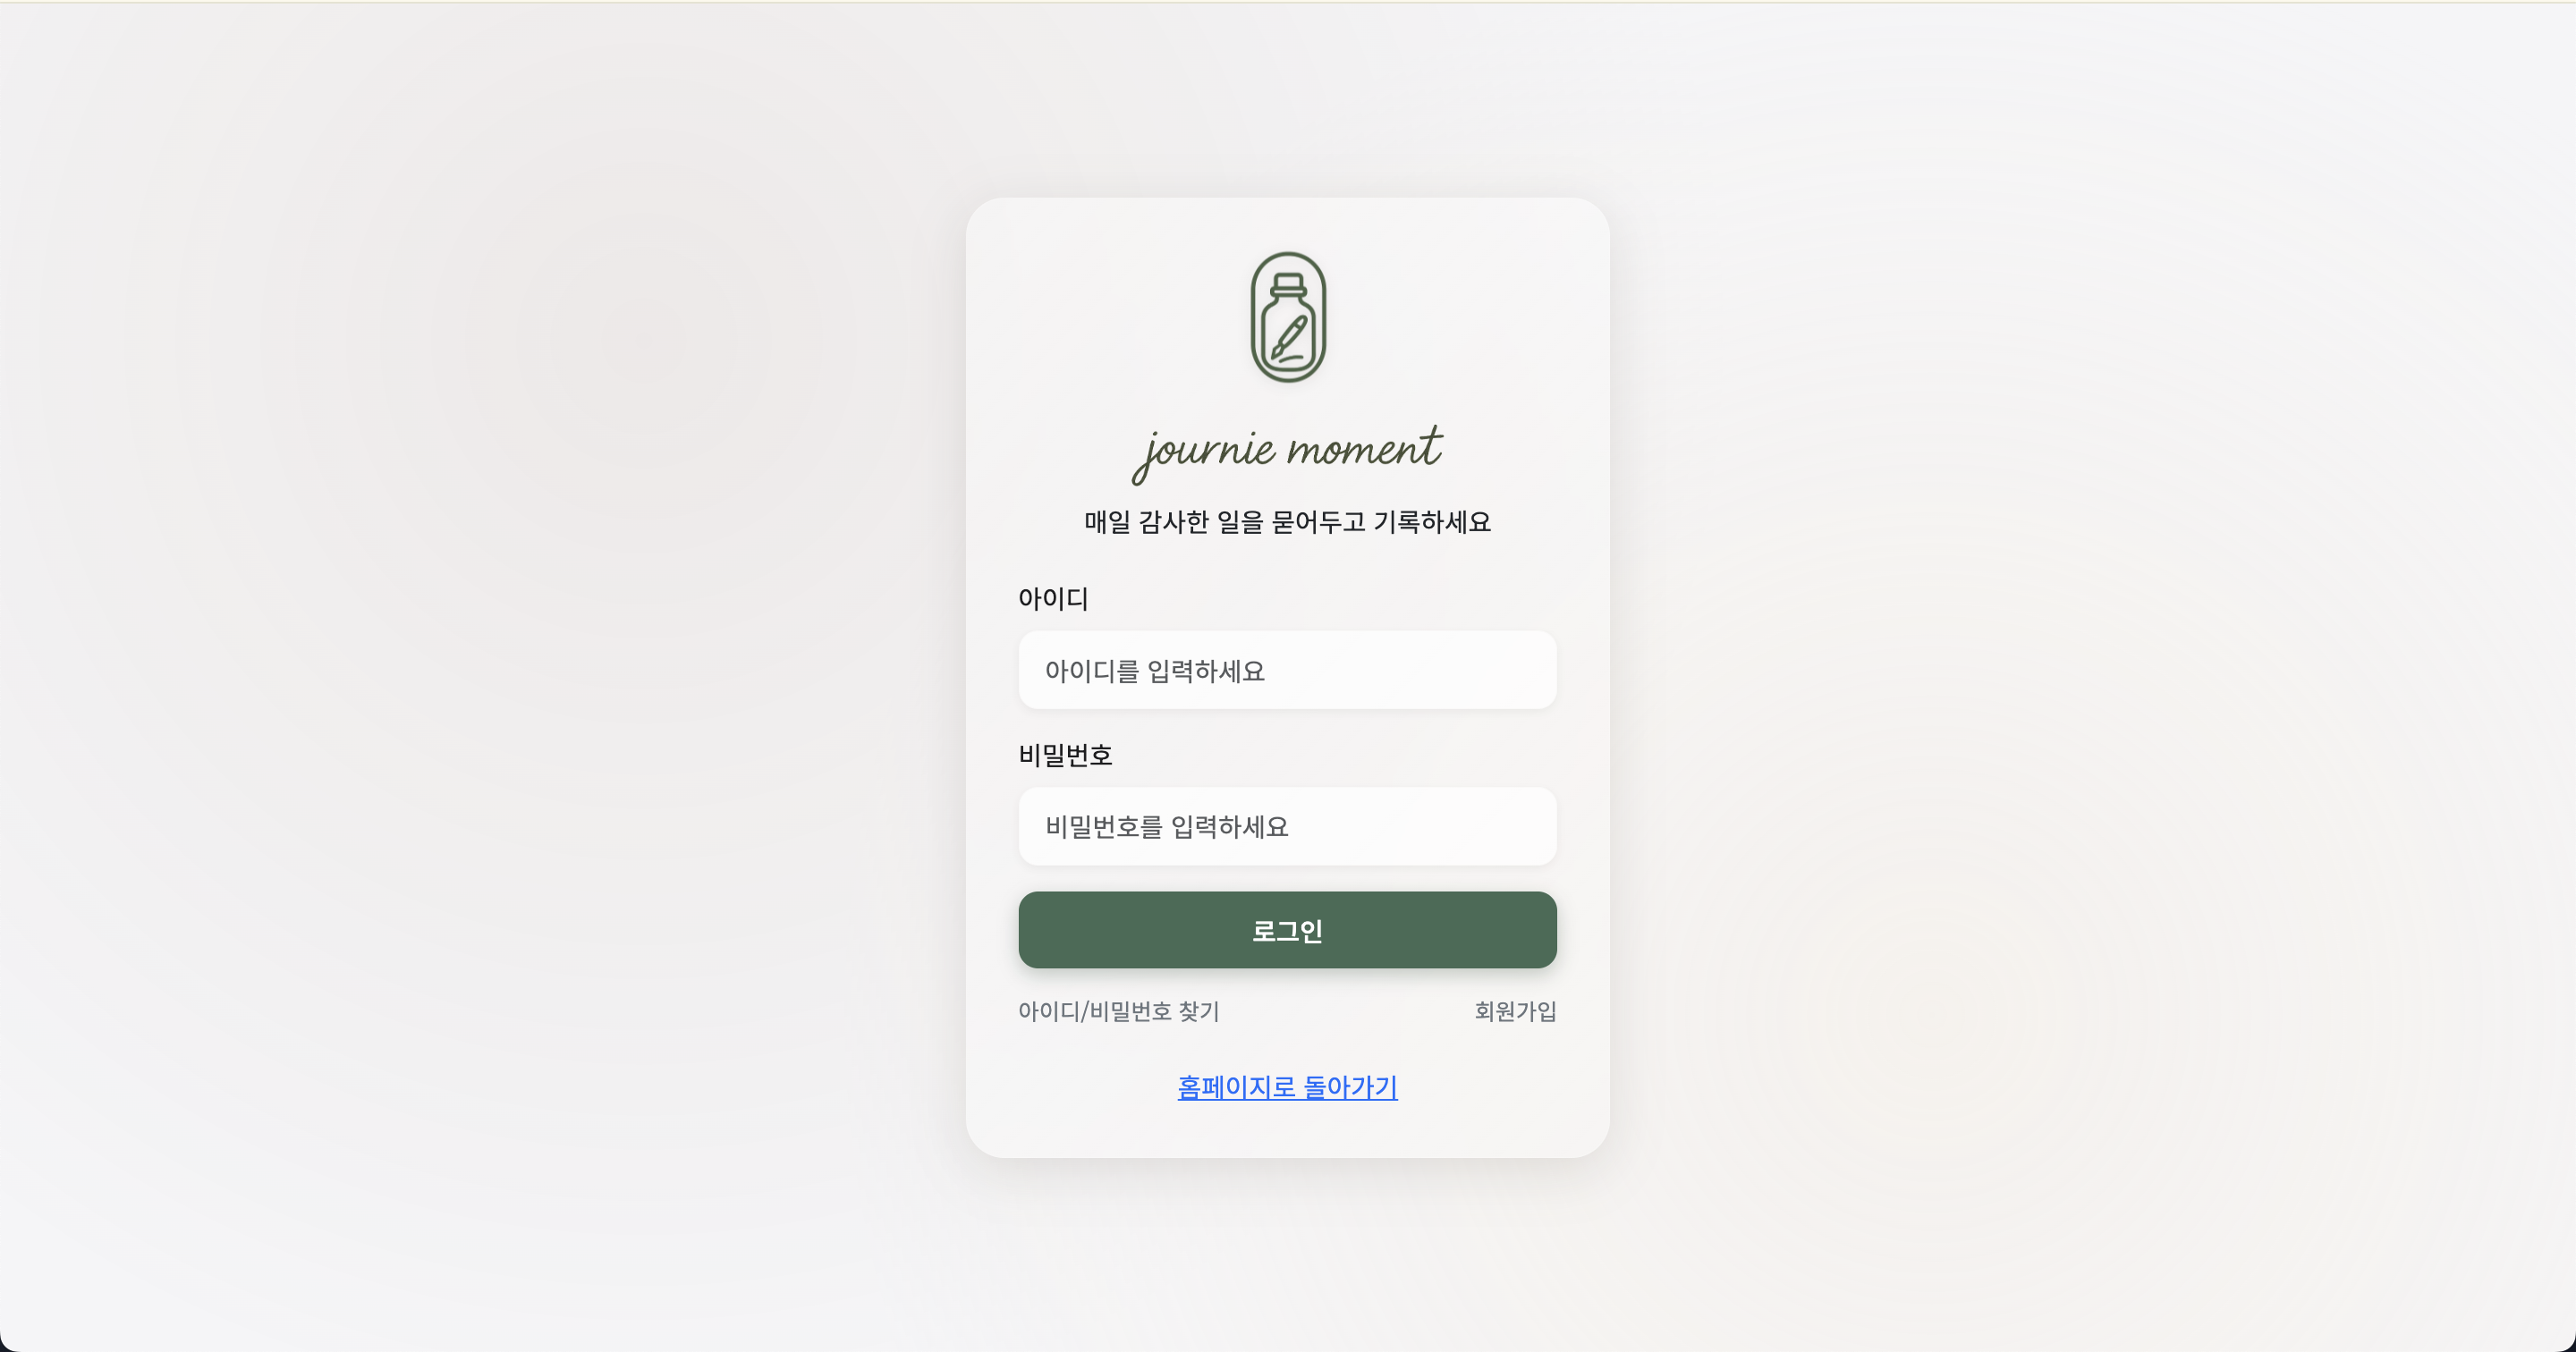 journie moment
매일 감사한 일을 묻어두고 기록하세요
아이디
아이디를 입력하세요
비밀번호
비밀번호를 입력하세요
로그인
아이디/비밀번호 찾기 회원가입
홈페이지로 돌아가기